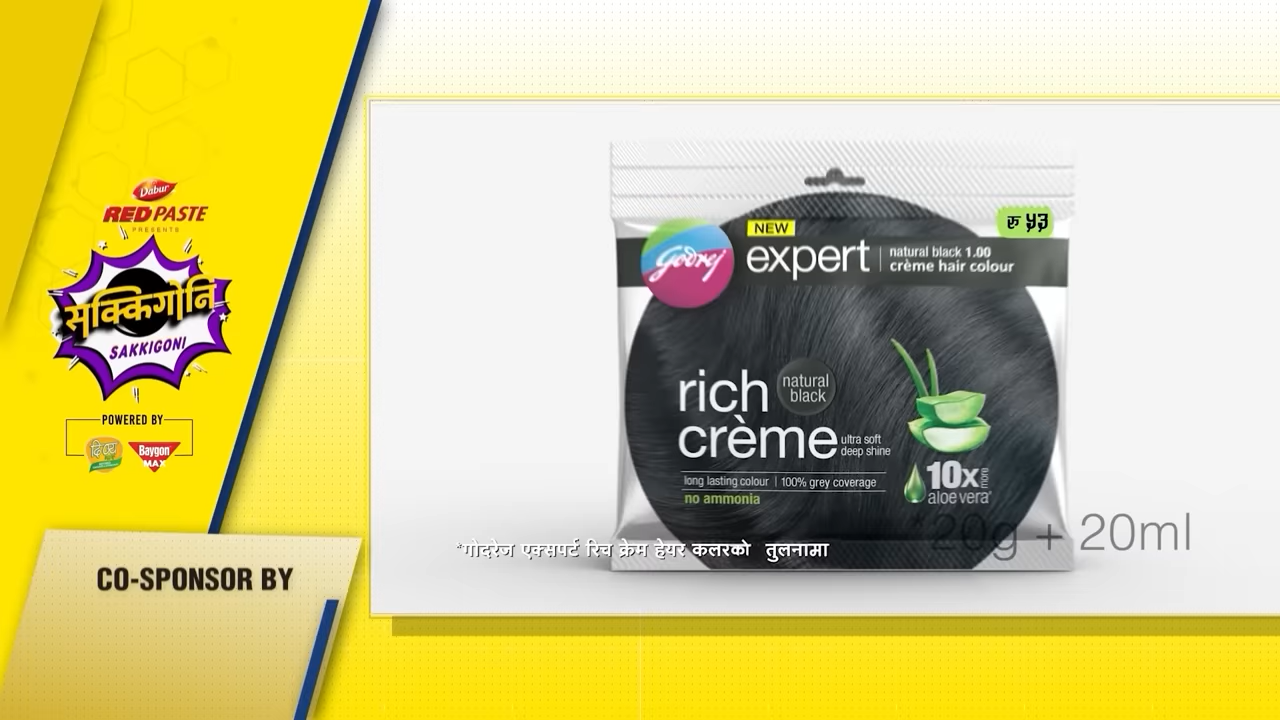 Dabur
RED PASTE
PRESENTS
सक्किगोनि
SAKKIGONI
POWERED BY
Baygon
MAX
CO-SPONSOR BY
Godrej
NEW
expert
natural black 1.00
crème hair colour
रु ५३
rich
crème
natural
black
ultra soft
deep shine
long lasting colour | 100% grey coverage
no ammonia
10x more
aloe vera*
*20g + 20ml
*गोदरेज एक्सपर्ट रिच क्रेम हेयर कलरको तुलनामा